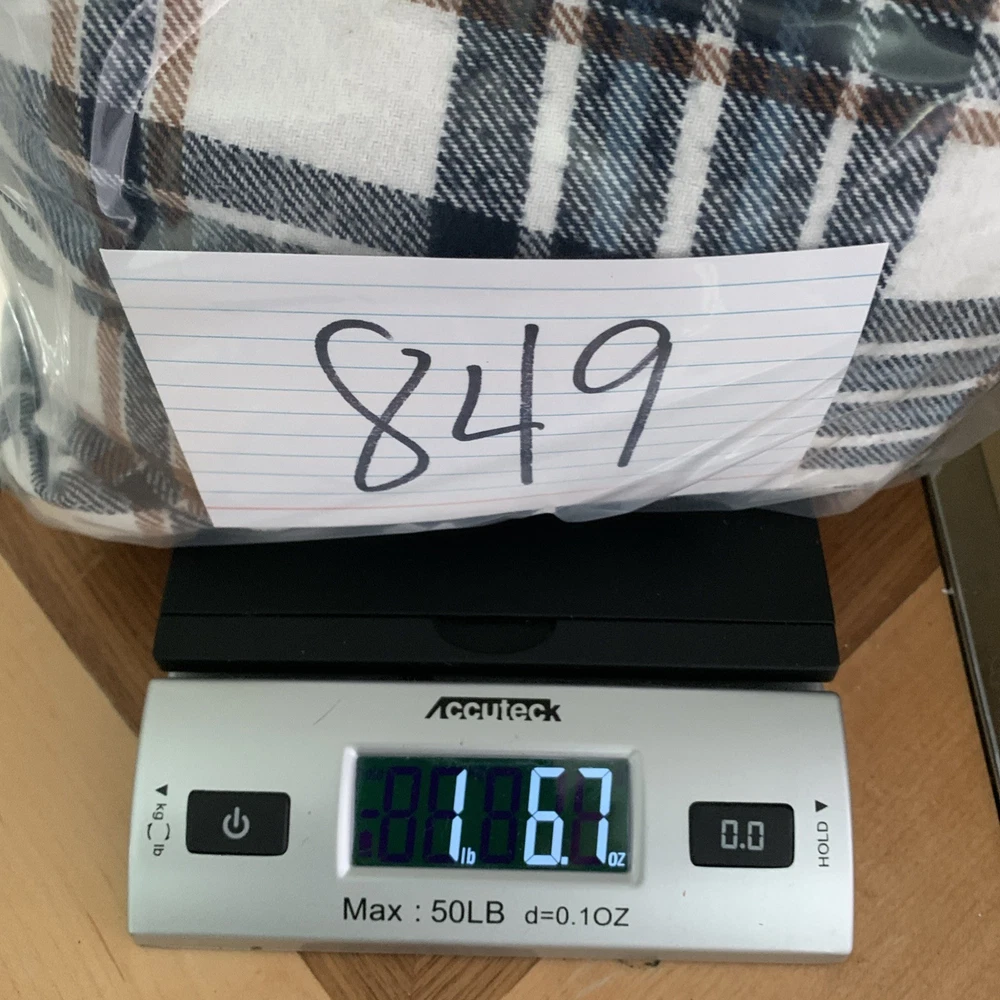 849
Accuteck
1 lb 6.7 oz
kg lb
0.0
HOLD
Max : 50LB d=0.1OZ